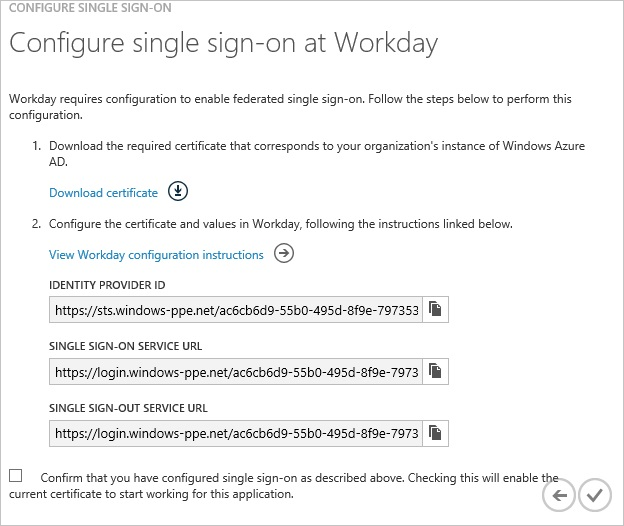 CONFIGURE SINGLE SIGN-ON
Configure single sign-on at Workday
Workday requires configuration to enable federated single sign-on. Follow the steps below to perform this
configuration.
1. Download the required certificate that corresponds to your organization's instance of Windows Azure
AD.
Download certificate
2. Configure the certificate and values in Workday, following the instructions linked below.
View Workday configuration instructions
IDENTITY PROVIDER ID
https://sts.windows-ppe.net/ac6cb6d9-55b0-495d-8f9e-797353
SINGLE SIGN-ON SERVICE URL
https://login.windows-ppe.net/ac6cb6d9-55b0-495d-8f9e-7973
SINGLE SIGN-OUT SERVICE URL
https://login.windows-ppe.net/ac6cb6d9-55b0-495d-8f9e-7973
Confirm that you have configured single sign-on as described above. Checking this will enable the
current certificate to start working for this application.